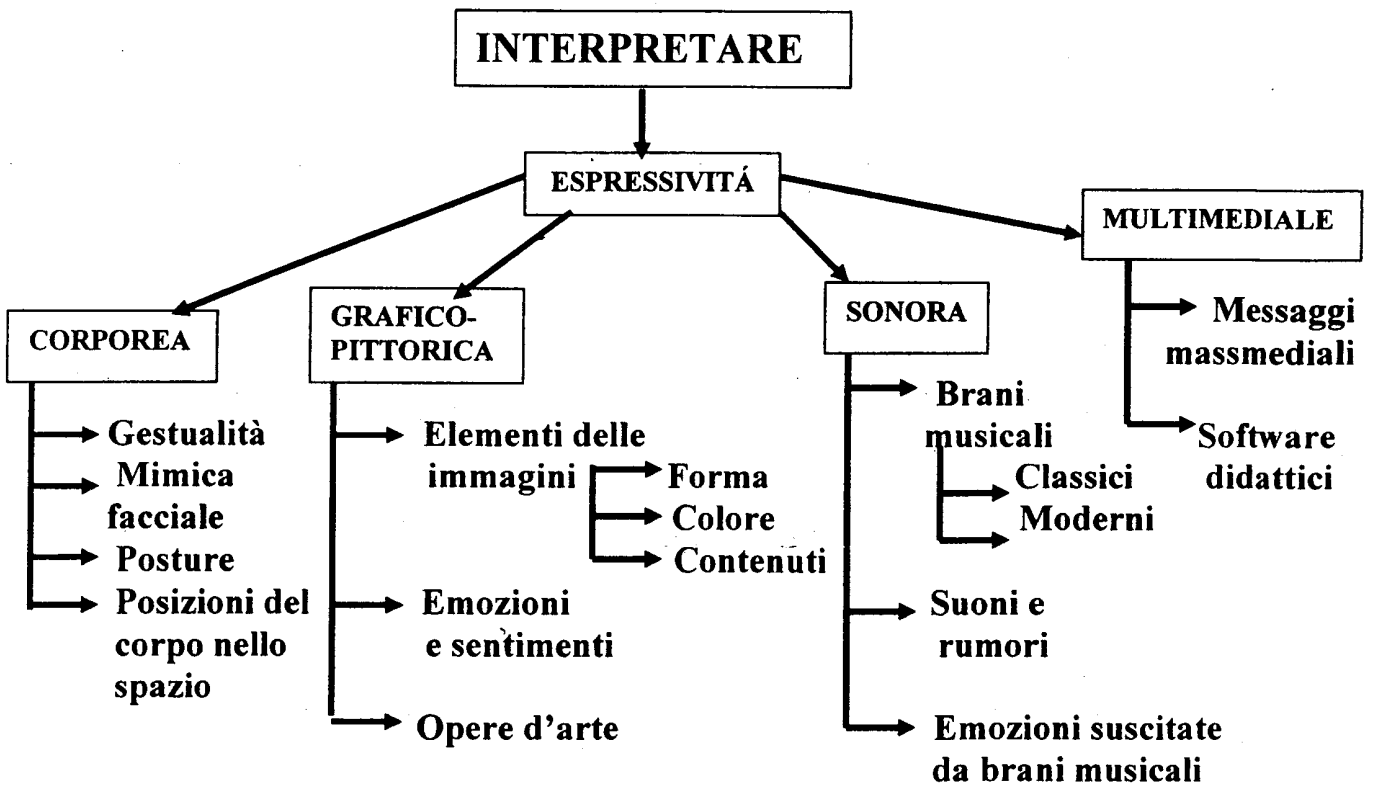 INTERPRETARE
ESPRESSIVITÁ
CORPOREA
Gestualità
Mimica
facciale
Posture
Posizioni del
corpo nello
spazio
GRAFICO-
PITTORICA
Elementi delle
immagini
Forma
Colore
Contenuti
Emozioni
e sentimenti
Opere d'arte
SONORA
Brani
musicali
Classici
Moderni
Suoni e
rumori
Emozioni suscitate
da brani musicali
MULTIMEDIALE
Messaggi
massmediali
Software
didattici